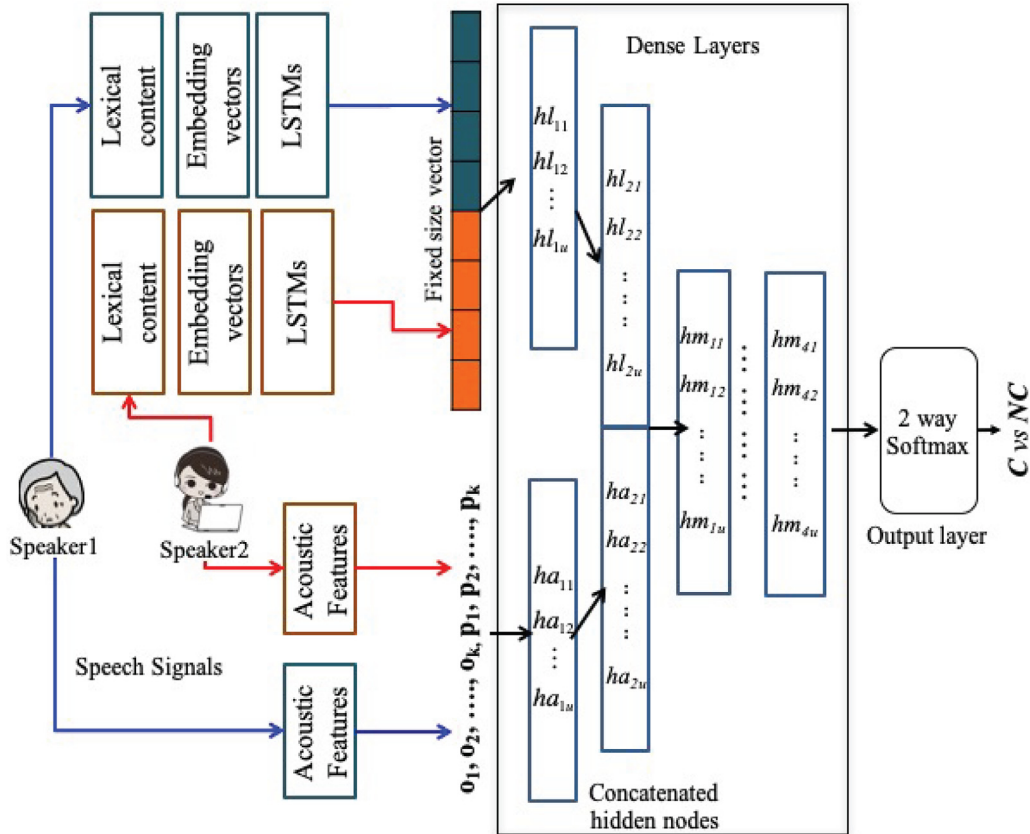 Lexical
content
Embedding
vectors
LSTMs
Lexical
content
Embedding
vectors
LSTMs
Fixed size vector
Speaker1
Speaker2
Speech Signals
Acoustic
Features
Acoustic
Features
o1, o2, ...., ok, p1, p2, ...., pk
Dense Layers
hl11
hl12
...
hl1u
hl21
hl22
....
hl2u
ha11
ha12
...
ha1u
ha21
ha22
....
ha2u
Concatenated
hidden nodes
hm11
hm12
....
hm1u
hm41
hm42
....
hm4u
2 way
Softmax
Output layer
C vs NC